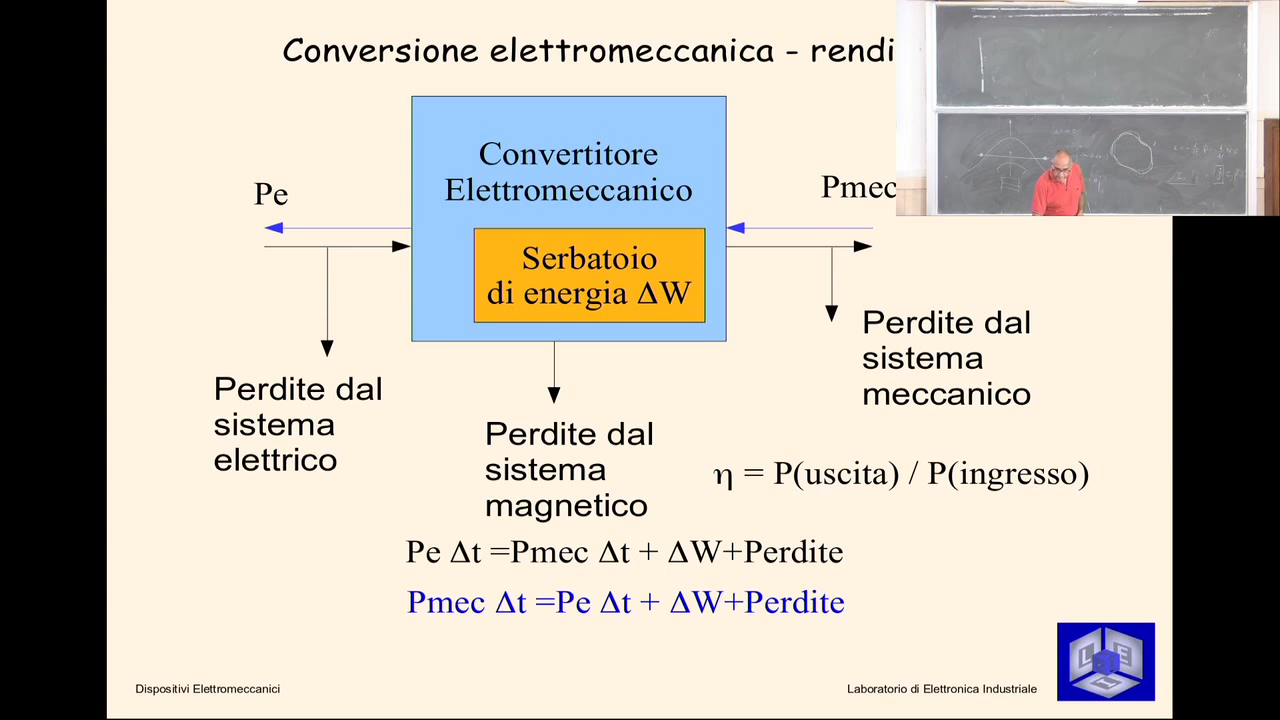 Conversione elettromeccanica - rendi
Convertitore
Elettromeccanico
Pe
Pmec
Serbatoio
di energia ΔW
Perdite dal
sistema
elettrico
Perdite dal
sistema
magnetico
Perdite dal
sistema
meccanico
η = P(uscita) / P(ingresso)
Pe Δt =Pmec Δt + ΔW+Perdite
Pmec Δt =Pe Δt + ΔW+Perdite
Dispositivi Elettromeccanici
Laboratorio di Elettronica Industriale
L E I